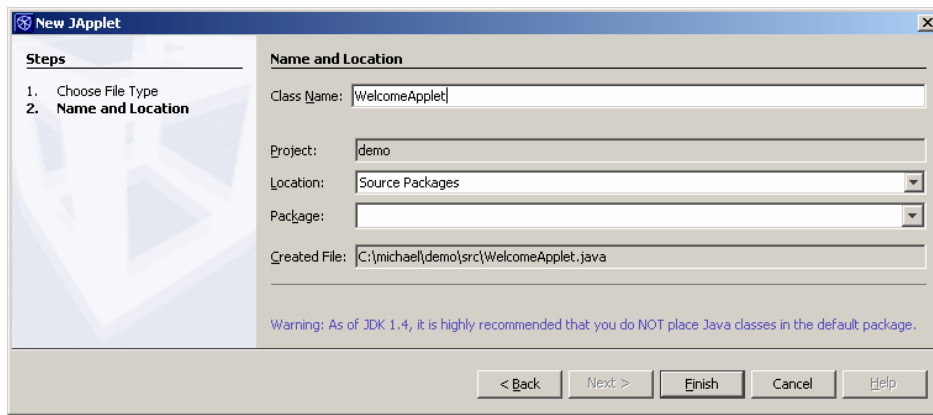 New JApplet
Steps
1. Choose File Type
2. Name and Location
Name and Location
Class Name: WelcomeApplet
Project: demo
Location: Source Packages
Package:
Created File: C:\michael\demo\src\WelcomeApplet.java
Warning: As of JDK 1.4, it is highly recommended that you do NOT place Java classes in the default package.
< Back Next > Finish Cancel Help